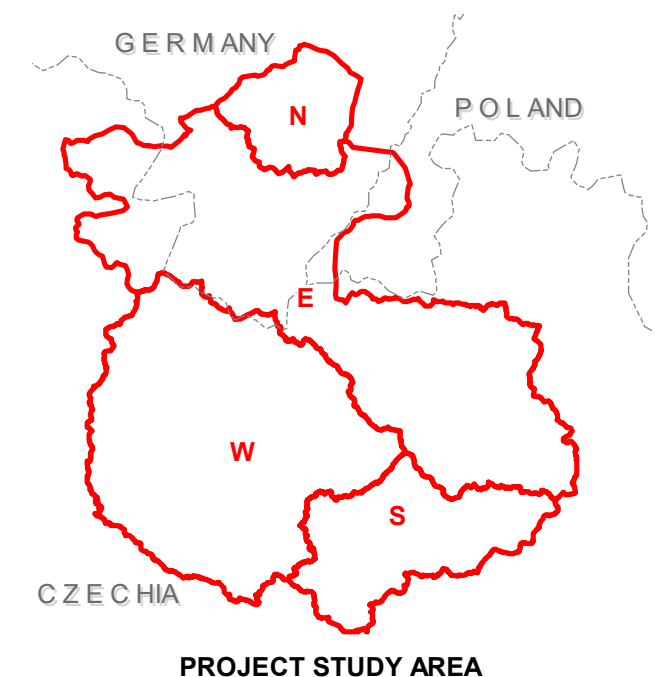 GERMANY
N
POLAND
E
W
S
CZECHIA
PROJECT STUDY AREA